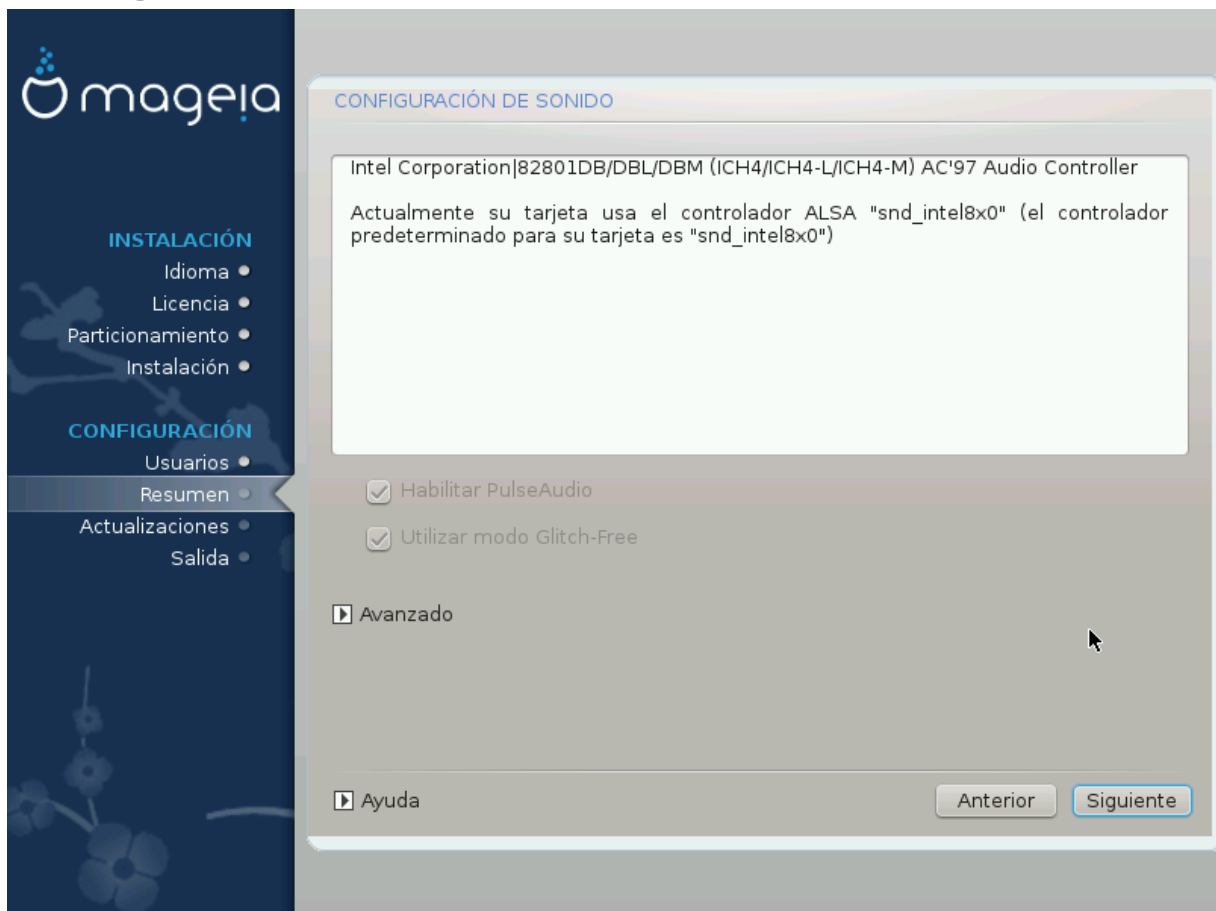 mageia
INSTALACIÓN
Idioma
Licencia
Particionamiento
Instalación
CONFIGURACIÓN
Usuarios
Resumen
Actualizaciones
Salida
CONFIGURACIÓN DE SONIDO
Intel Corporation|82801DB/DBL/DBM (ICH4/ICH4-L/ICH4-M) AC'97 Audio Controller
Actualmente su tarjeta usa el controlador ALSA "snd_intel8x0" (el controlador
predeterminado para su tarjeta es "snd_intel8x0")
Habilitar PulseAudio
Utilizar modo Glitch-Free
Avanzado
Ayuda
Anterior
Siguiente